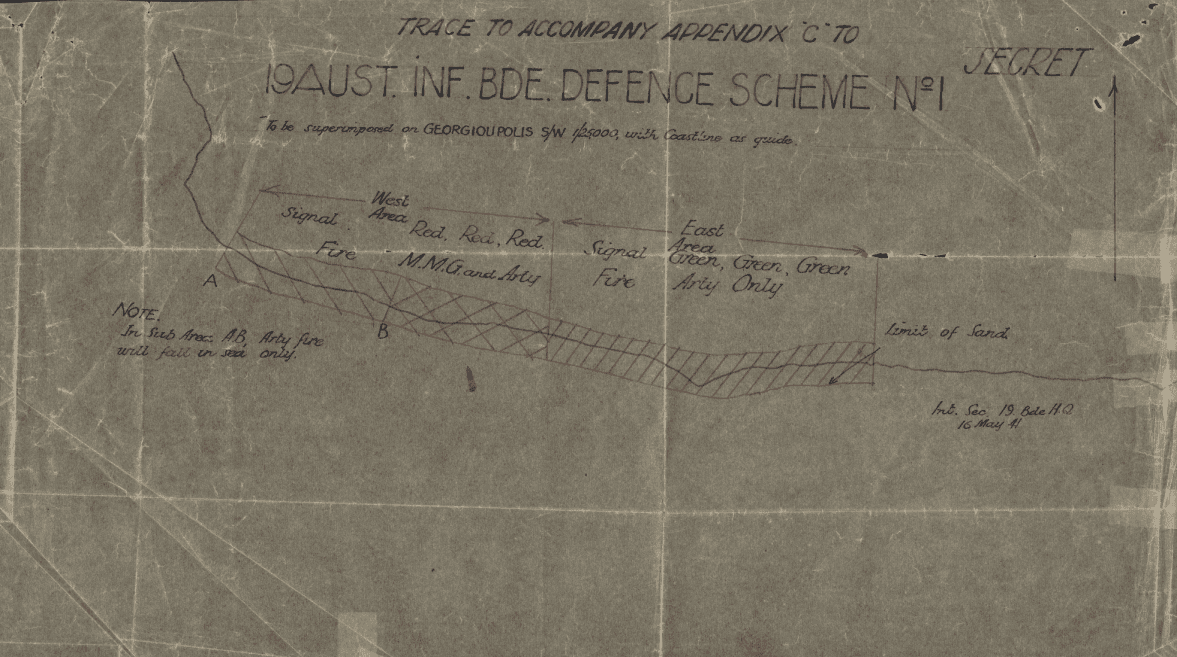 TRACE TO ACCOMPANY APPENDIX "C" TO
SECRET
19 AUST. INF. BDE. DEFENCE SCHEME Nº1
To be superimposed on GEORGIOUPOLIS S/W 1/25000, with Coastline as guide.
West
Area
Signal Red, Red, Red.
Fire M.M.G. and Arty
East
Area
Signal Green, Green, Green
Fire Arty Only
A
B
NOTE.
In Sub Area AB, Arty fire
will fall in sea only.
Limit of Sand
Int. Sec. 19 Bde H.Q
16 May 41